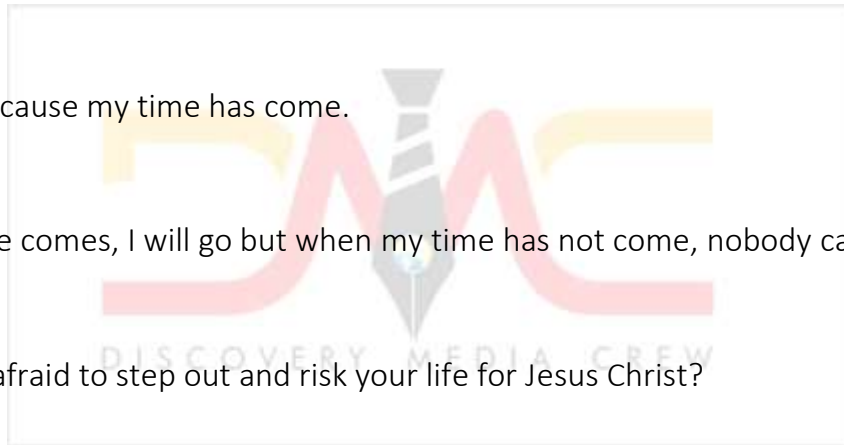 cause my time has come.
e comes, I will go but when my time has not come, nobody ca
DISCOVERY MEDIA CREW
afraid to step out and risk your life for Jesus Christ?